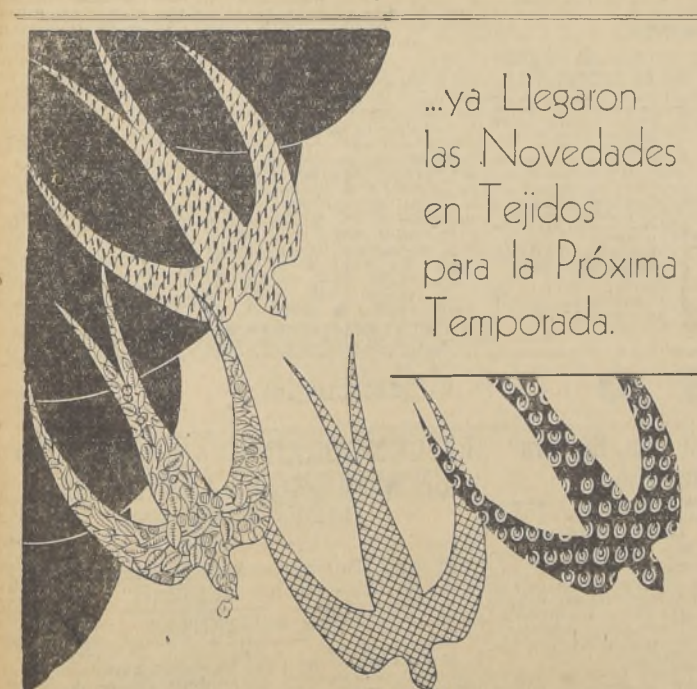 ...ya Llegaron
las Novedades
en Tejidos
para la Próxima
Temporada.